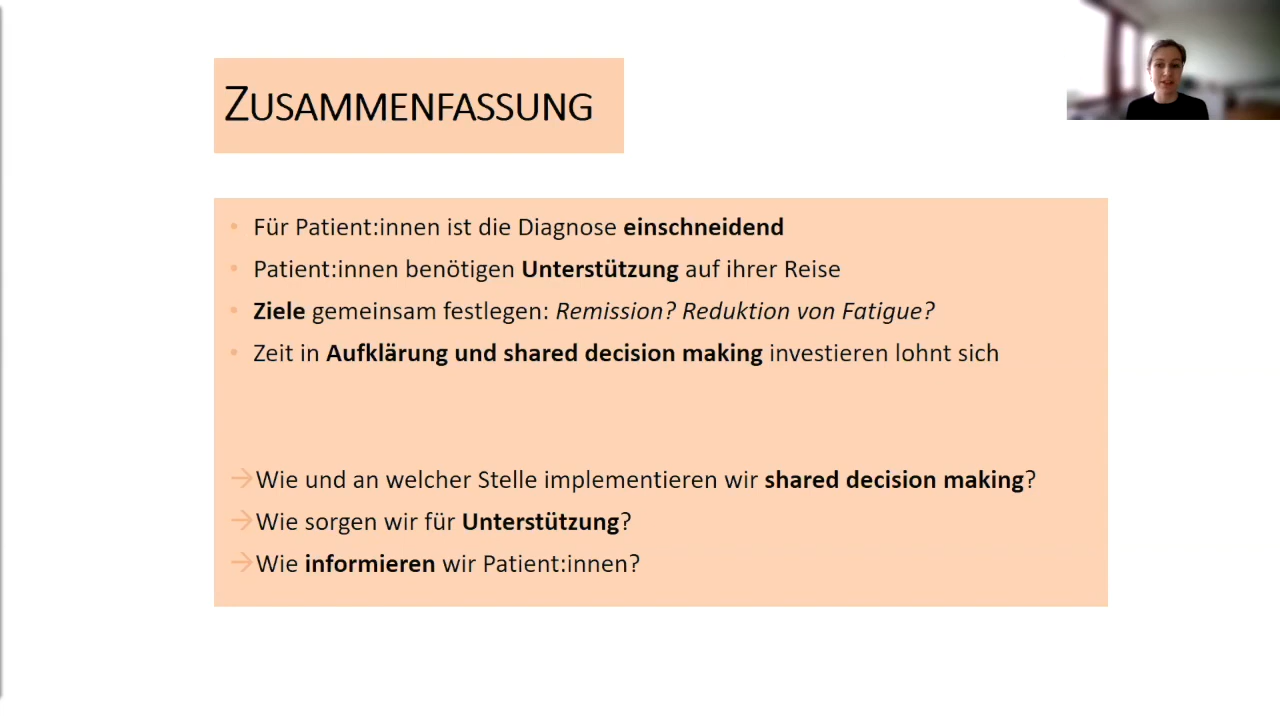 ZUSAMMENFASSUNG
• Für Patient:innen ist die Diagnose einschneidend
• Patient:innen benötigen Unterstützung auf ihrer Reise
• Ziele gemeinsam festlegen: Remission? Reduktion von Fatigue?
• Zeit in Aufklärung und shared decision making investieren lohnt sich
→Wie und an welcher Stelle implementieren wir shared decision making?
→Wie sorgen wir für Unterstützung?
→Wie informieren wir Patient:innen?